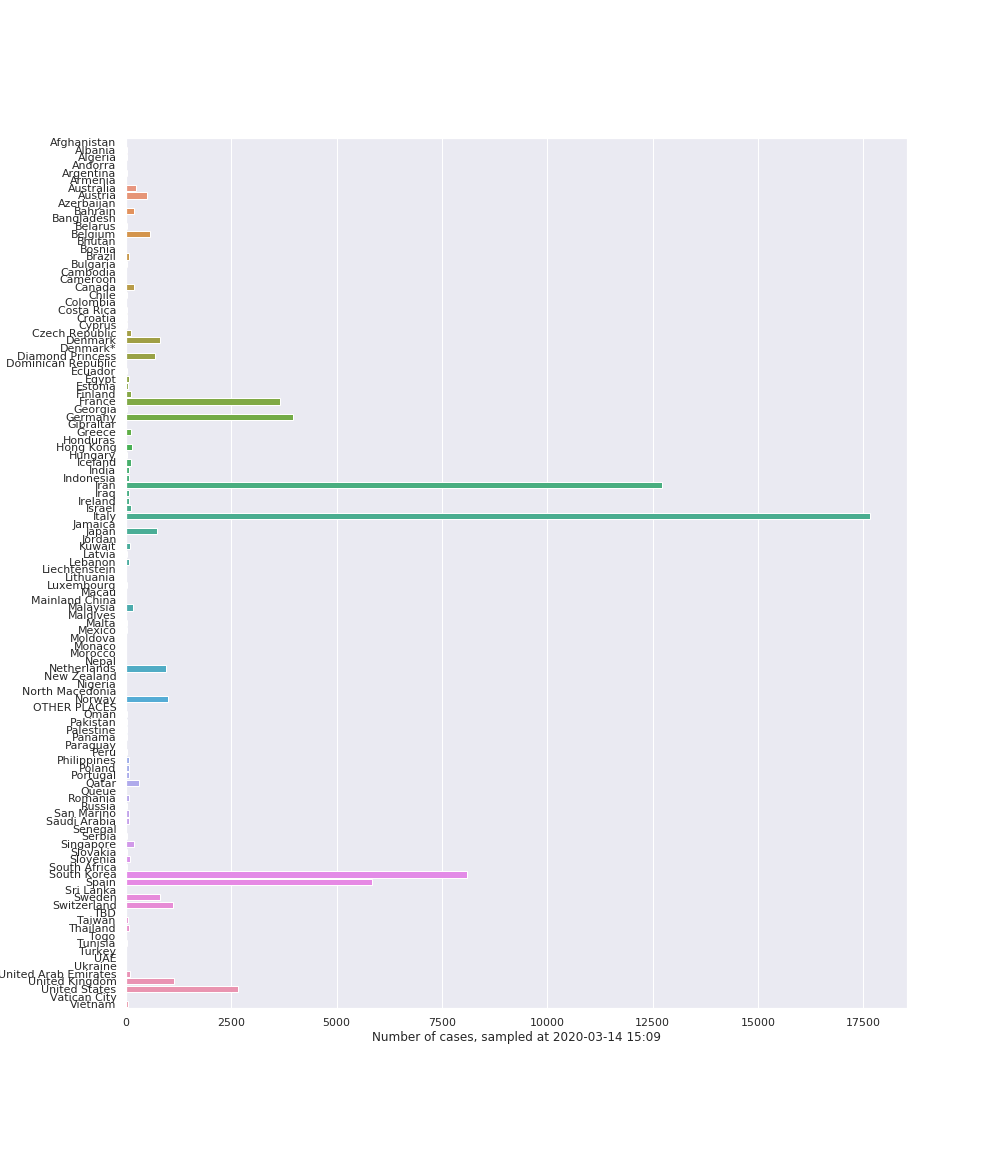 Afghanistan
Albania
Algeria
Andorra
Argentina
Armenia
Australia
Austria
Azerbaijan
Bahrain
Bangladesh
Belarus
Belgium
Bhutan
Bosnia
Brazil
Bulgaria
Cambodia
Cameroon
Canada
Chile
Colombia
Costa Rica
Croatia
Cyprus
Czech Republic
Denmark
Denmark*
Diamond Princess
Dominican Republic
Ecuador
Egypt
Estonia
Finland
France
Georgia
Germany
Gibraltar
Greece
Honduras
Hong Kong
Hungary
Iceland
India
Indonesia
Iran
Iraq
Ireland
Israel
Italy
Jamaica
Japan
Jordan
Kuwait
Latvia
Lebanon
Liechtenstein
Lithuania
Luxembourg
Macau
Mainland China
Malaysia
Maldives
Malta
Mexico
Moldova
Monaco
Morocco
Nepal
Netherlands
New Zealand
Nigeria
North Macedonia
Norway
OTHER PLACES
Oman
Pakistan
Palestine
Panama
Paraguay
Peru
Philippines
Poland
Portugal
Qatar
Queue
Romania
Russia
San Marino
Saudi Arabia
Senegal
Serbia
Singapore
Slovakia
Slovenia
South Africa
South Korea
Spain
Sri Lanka
Sweden
Switzerland
TBD
Taiwan
Thailand
Togo
Tunisia
Turkey
UAE
Ukraine
United Arab Emirates
United Kingdom
United States
Vatican City
Vietnam
0 2500 5000 7500 10000 12500 15000 17500
Number of cases, sampled at 2020-03-14 15:09